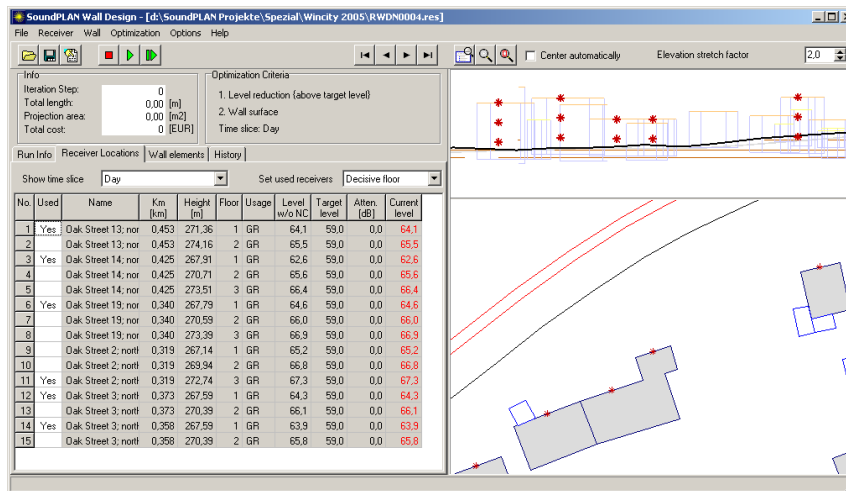 SoundPLAN Wall Design - [d:\SoundPLAN Projekte\Spezial\Wincity 2005\RWDN0004.res]
File Receiver Wall Optimization Options Help
Center automatically Elevation stretch factor 2,0
Info
Iteration Step: 0
Total length: 0,00 [m]
Projection area: 0,00 [m2]
Total cost: 0 [EUR]
Optimization Criteria
1. Level reduction {above target level}
2. Wall surface
Time slice: Day
Run Info Receiver Locations Wall elements History
Show time slice Day Set used receivers Decisive floor
No. Used Name Km [km] Height [m] Floor Usage Level w/o NC Target level Atten. [dB] Current level
1 Yes Oak Street 13; nor 0,453 271,36 1 GR 64,1 59,0 0,0 64,1
2 Oak Street 13; nor 0,453 274,16 2 GR 65,5 59,0 0,0 65,5
3 Yes Oak Street 14; nor 0,425 267,91 1 GR 62,6 59,0 0,0 62,6
4 Oak Street 14; nor 0,425 270,71 2 GR 65,6 59,0 0,0 65,6
5 Oak Street 14; nor 0,425 273,51 3 GR 66,4 59,0 0,0 66,4
6 Yes Oak Street 19; nor 0,340 267,79 1 GR 64,6 59,0 0,0 64,6
7 Oak Street 19; nor 0,340 270,59 2 GR 66,0 59,0 0,0 66,0
8 Oak Street 19; nor 0,340 273,39 3 GR 66,9 59,0 0,0 66,9
9 Oak Street 2; north 0,319 267,14 1 GR 65,2 59,0 0,0 65,2
10 Oak Street 2; north 0,319 269,94 2 GR 66,8 59,0 0,0 66,8
11 Yes Oak Street 2; north 0,319 272,74 3 GR 67,3 59,0 0,0 67,3
12 Yes Oak Street 3; north 0,373 267,59 1 GR 64,3 59,0 0,0 64,3
13 Oak Street 3; north 0,373 270,39 2 GR 66,1 59,0 0,0 66,1
14 Yes Oak Street 3; north 0,358 267,59 1 GR 63,9 59,0 0,0 63,9
15 Oak Street 3; north 0,358 270,39 2 GR 65,8 59,0 0,0 65,8